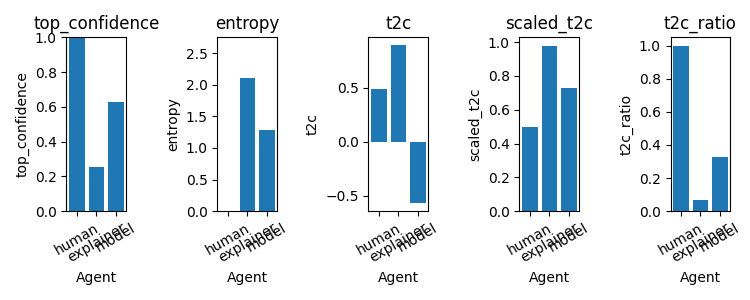 top_confidence
top_confidence
1.0
0.8
0.6
0.4
0.2
0.0
human
explainer
model
Agent
entropy
entropy
2.5
2.0
1.5
1.0
0.5
0.0
human
explainer
model
Agent
t2c
t2c
0.5
0.0
−0.5
human
explainer
model
Agent
scaled_t2c
scaled_t2c
1.0
0.8
0.6
0.4
0.2
0.0
human
explainer
model
Agent
t2c_ratio
t2c_ratio
1.0
0.8
0.6
0.4
0.2
0.0
human
explainer
model
Agent